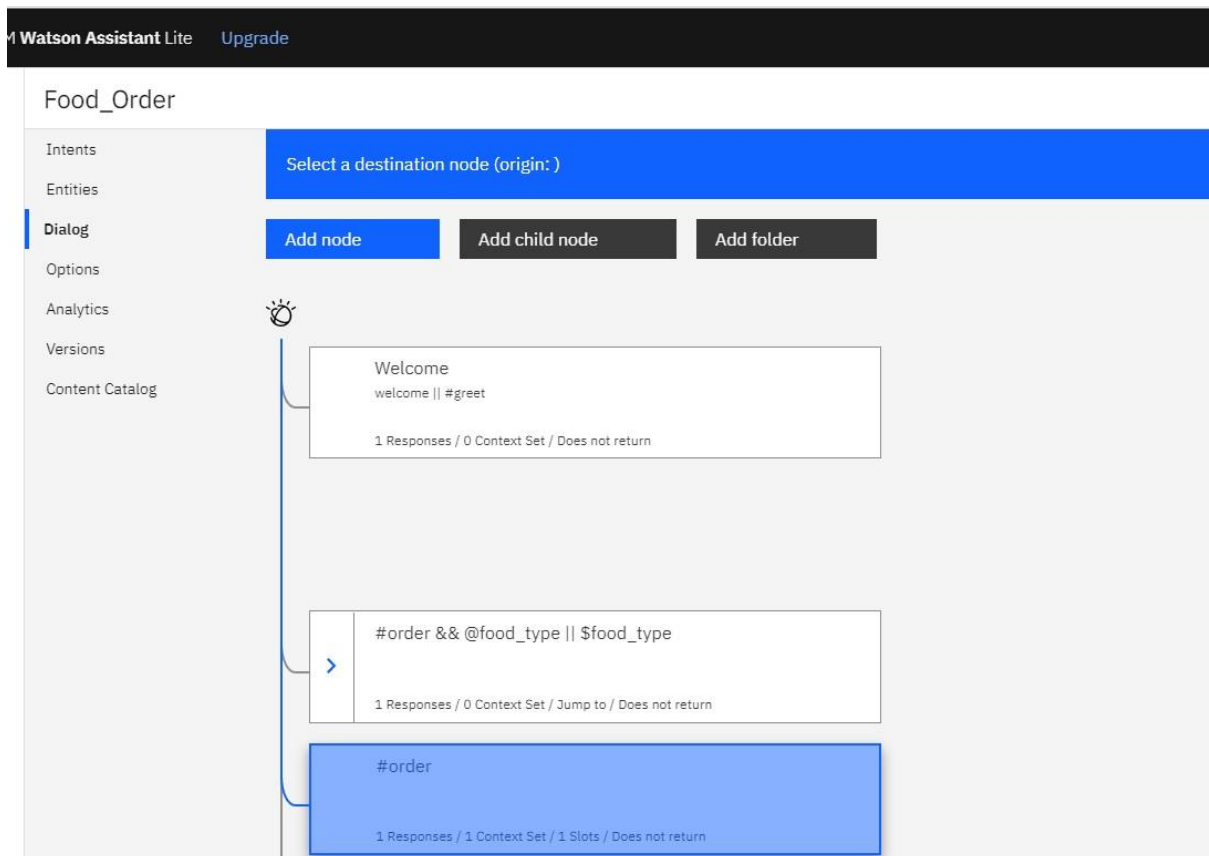 M Watson Assistant Lite Upgrade
Food_Order
Intents
Entities
Dialog
Options
Analytics
Versions
Content Catalog
Select a destination node (origin: )
Add node Add child node Add folder
Welcome
welcome || #greet
1 Responses / 0 Context Set / Does not return
#order && @food_type || $food_type
1 Responses / 0 Context Set / Jump to / Does not return
#order
1 Responses / 1 Context Set / 1 Slots / Does not return